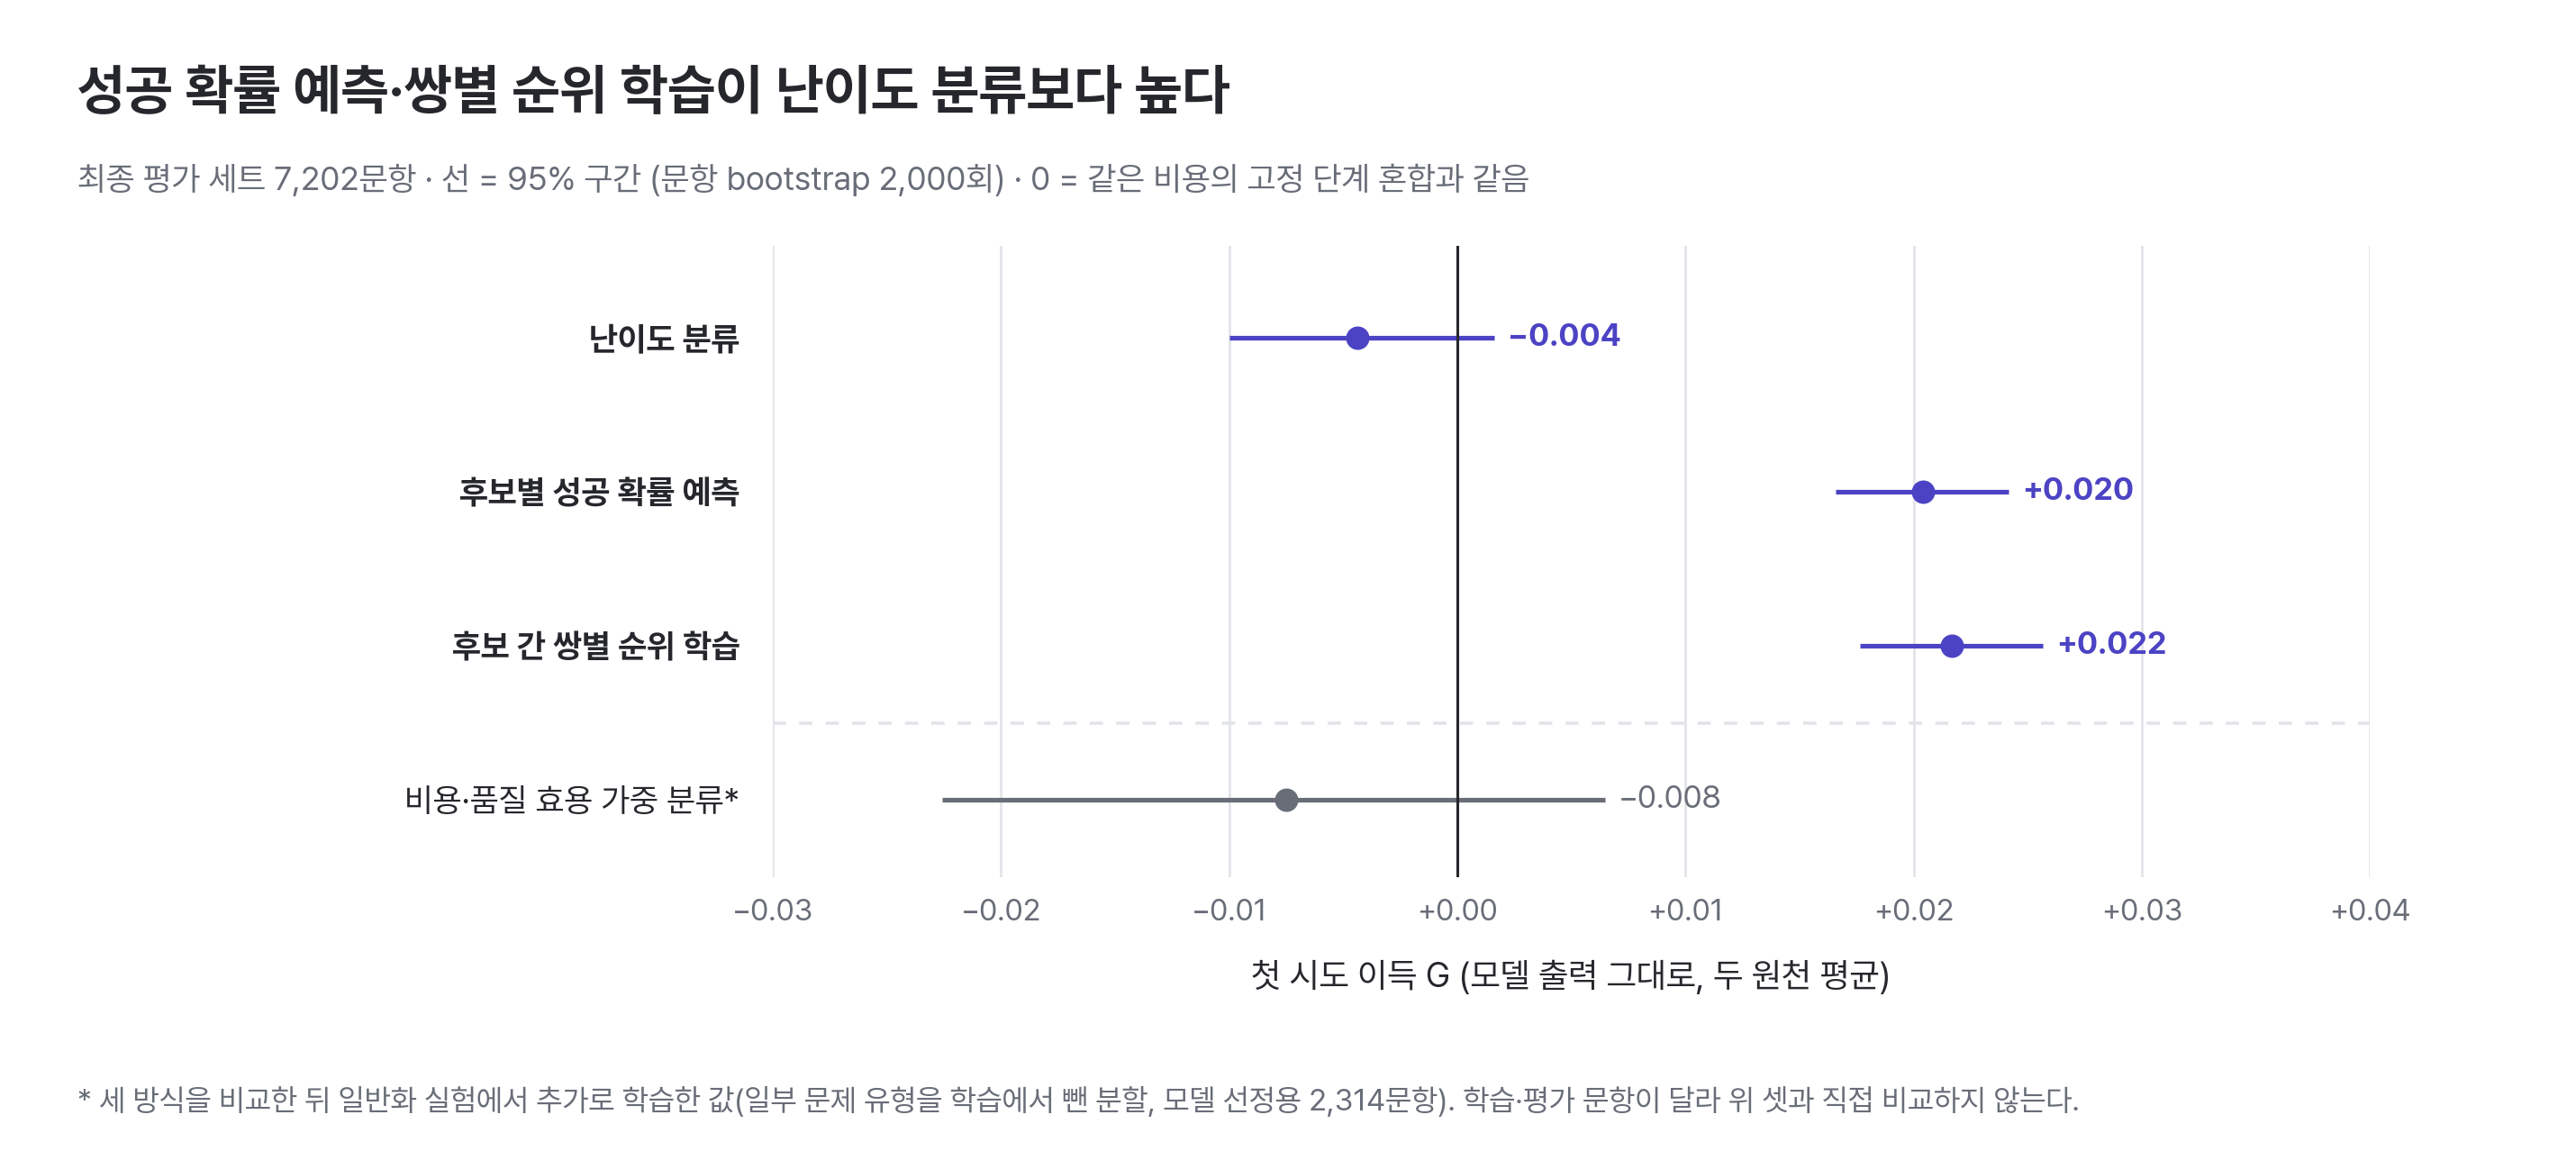 성공 확률 예측·쌍별 순위 학습이 난이도 분류보다 높다
최종 평가 세트 7,202문항 · 선 = 95% 구간 (문항 bootstrap 2,000회) · 0 = 같은 비용의 고정 단계 혼합과 같음
난이도 분류
−0.004
후보별 성공 확률 예측
+0.020
후보 간 쌍별 순위 학습
+0.022
비용·품질 효용 가중 분류*
−0.008
−0.03 −0.02 −0.01 +0.00 +0.01 +0.02 +0.03 +0.04
첫 시도 이득 G (모델 출력 그대로, 두 원천 평균)
* 세 방식을 비교한 뒤 일반화 실험에서 추가로 학습한 값(일부 문제 유형을 학습에서 뺀 분할, 모델 선정용 2,314문항). 학습·평가 문항이 달라 위 셋과 직접 비교하지 않는다.